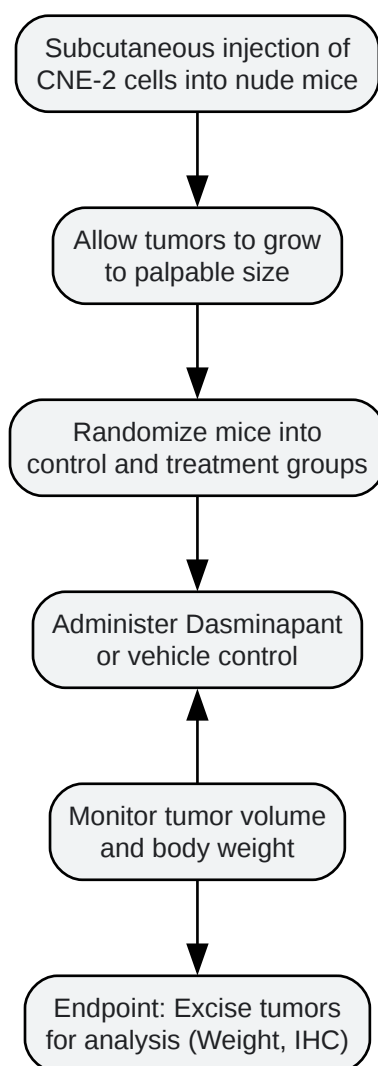 Subcutaneous injection of
CNE-2 cells into nude mice
Allow tumors to grow
to palpable size
Randomize mice into
control and treatment groups
Administer Dasminapant
or vehicle control
Monitor tumor volume
and body weight
Endpoint: Excise tumors
for analysis (Weight, IHC)